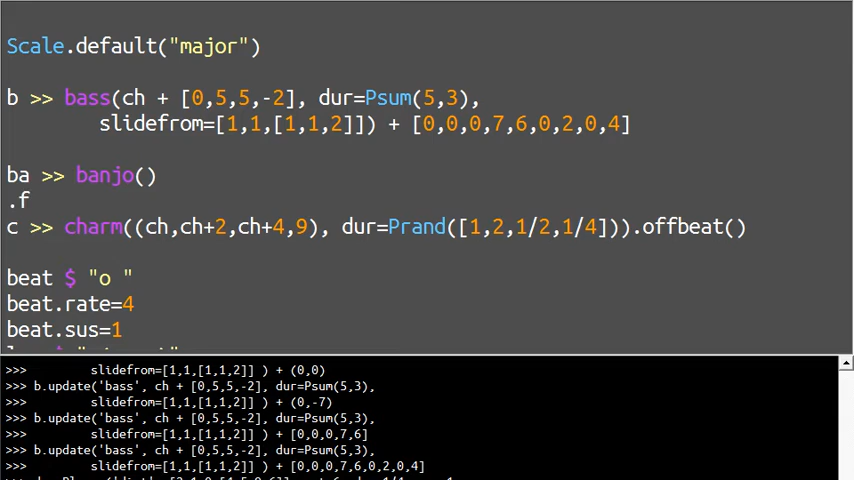 Scale.default("major")
b >> bass(ch + [0,5,5,-2], dur=Psum(5,3),
slidefrom=[1,1,[1,1,2]]) + [0,0,0,7,6,0,2,0,4]
ba >> banjo()
.f
c >> charm((ch,ch+2,ch+4,9), dur=Prand([1,2,1/2,1/4])).offbeat()
beat $ "o "
beat.rate=4
beat.sus=1
>>> slidefrom=[1,1,[1,1,2]] ) + (0,0)
>>> b.update('bass', ch + [0,5,5,-2], dur=Psum(5,3),
>>> slidefrom=[1,1,[1,1,2]] ) + (0,-7)
>>> b.update('bass', ch + [0,5,5,-2], dur=Psum(5,3),
>>> slidefrom=[1,1,[1,1,2]] ) + [0,0,0,7,6]
>>> b.update('bass', ch + [0,5,5,-2], dur=Psum(5,3),
>>> slidefrom=[1,1,[1,1,2]] ) + [0,0,0,7,6,0,2,0,4]